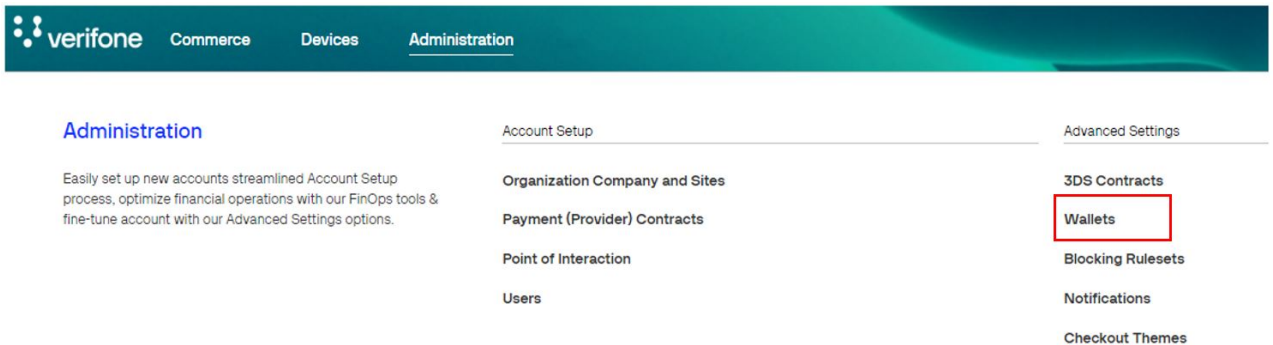 verifone Commerce Devices Administration
Administration
Easily set up new accounts streamlined Account Setup
process, optimize financial operations with our FinOps tools &
fine-tune account with our Advanced Settings options.
Account Setup
Organization Company and Sites
Payment (Provider) Contracts
Point of Interaction
Users
Advanced Settings
3DS Contracts
Wallets
Blocking Rulesets
Notifications
Checkout Themes